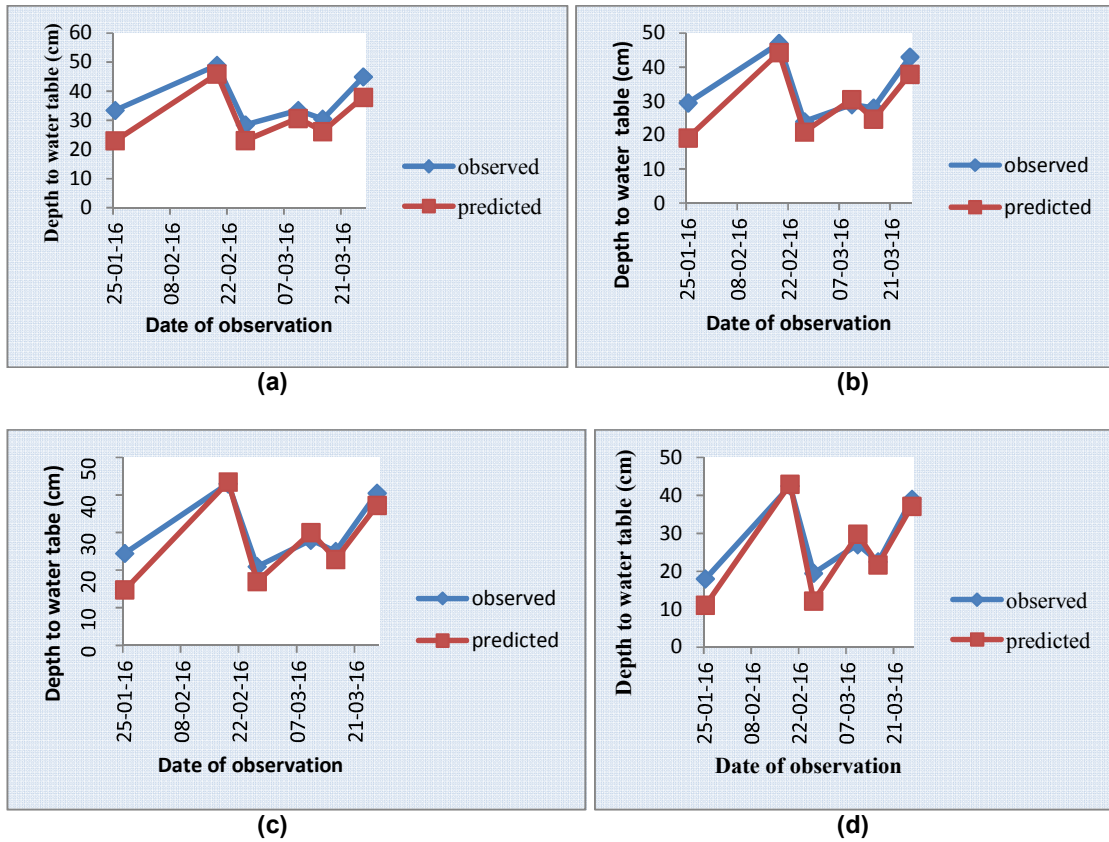 Depth to water table (cm)
60
50
40
30
20
10
0
25-01-16
08-02-16
22-02-16
07-03-16
21-03-16
Date of observation
observed
predicted
(a)
Depth to water table (cm)
50
40
30
20
10
0
25-01-16
08-02-16
22-02-16
07-03-16
21-03-16
Date of observation
observed
predicted
(b)
Depth to water tabe (cm)
50
40
30
20
10
0
25-01-16
08-02-16
22-02-16
07-03-16
21-03-16
Date of observation
observed
predicted
(c)
Depth to water table (cm)
50
40
30
20
10
0
25-01-16
08-02-16
22-02-16
07-03-16
21-03-16
Date of observation
observed
predicted
(d)